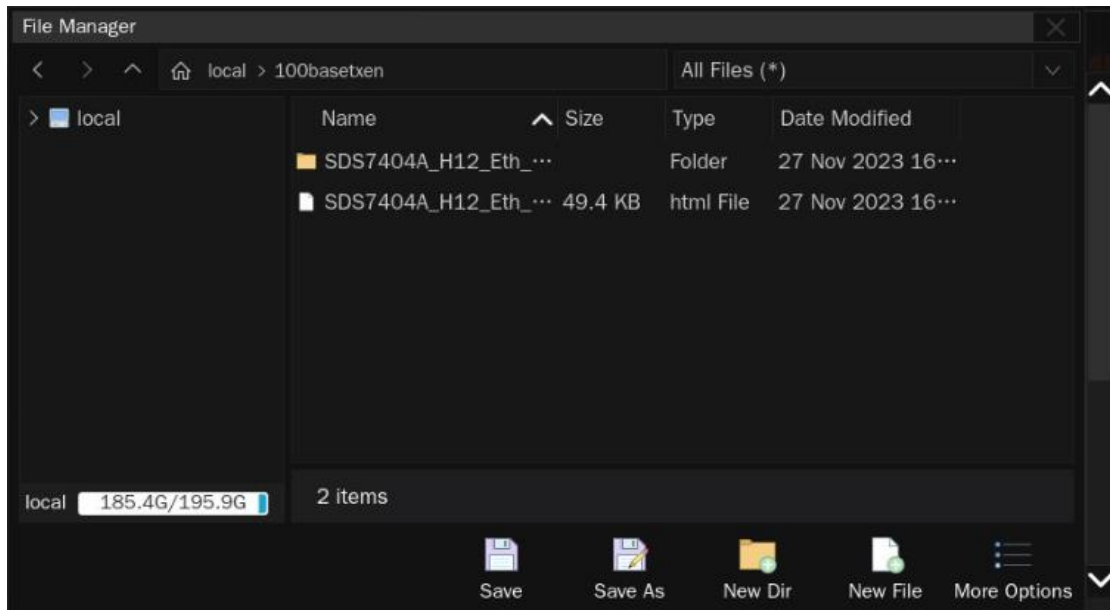 File Manager
local > 100basetxen
All Files (*)
local
Name Size Type Date Modified
SDS7404A_H12_Eth_··· Folder 27 Nov 2023 16···
SDS7404A_H12_Eth_··· 49.4 KB html File 27 Nov 2023 16···
local 185.4G/195.9G
2 items
Save Save As New Dir New File More Options